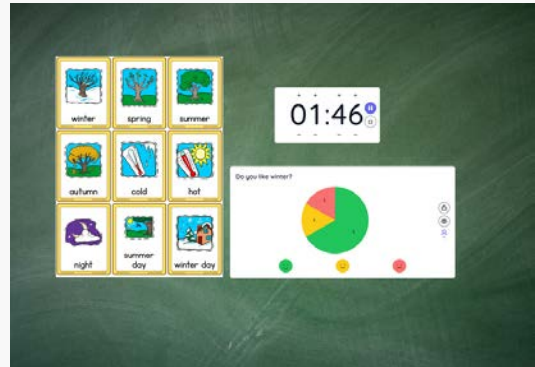 winter spring summer
autumn cold hot
night summer day winter day
01:46
Do you like winter?